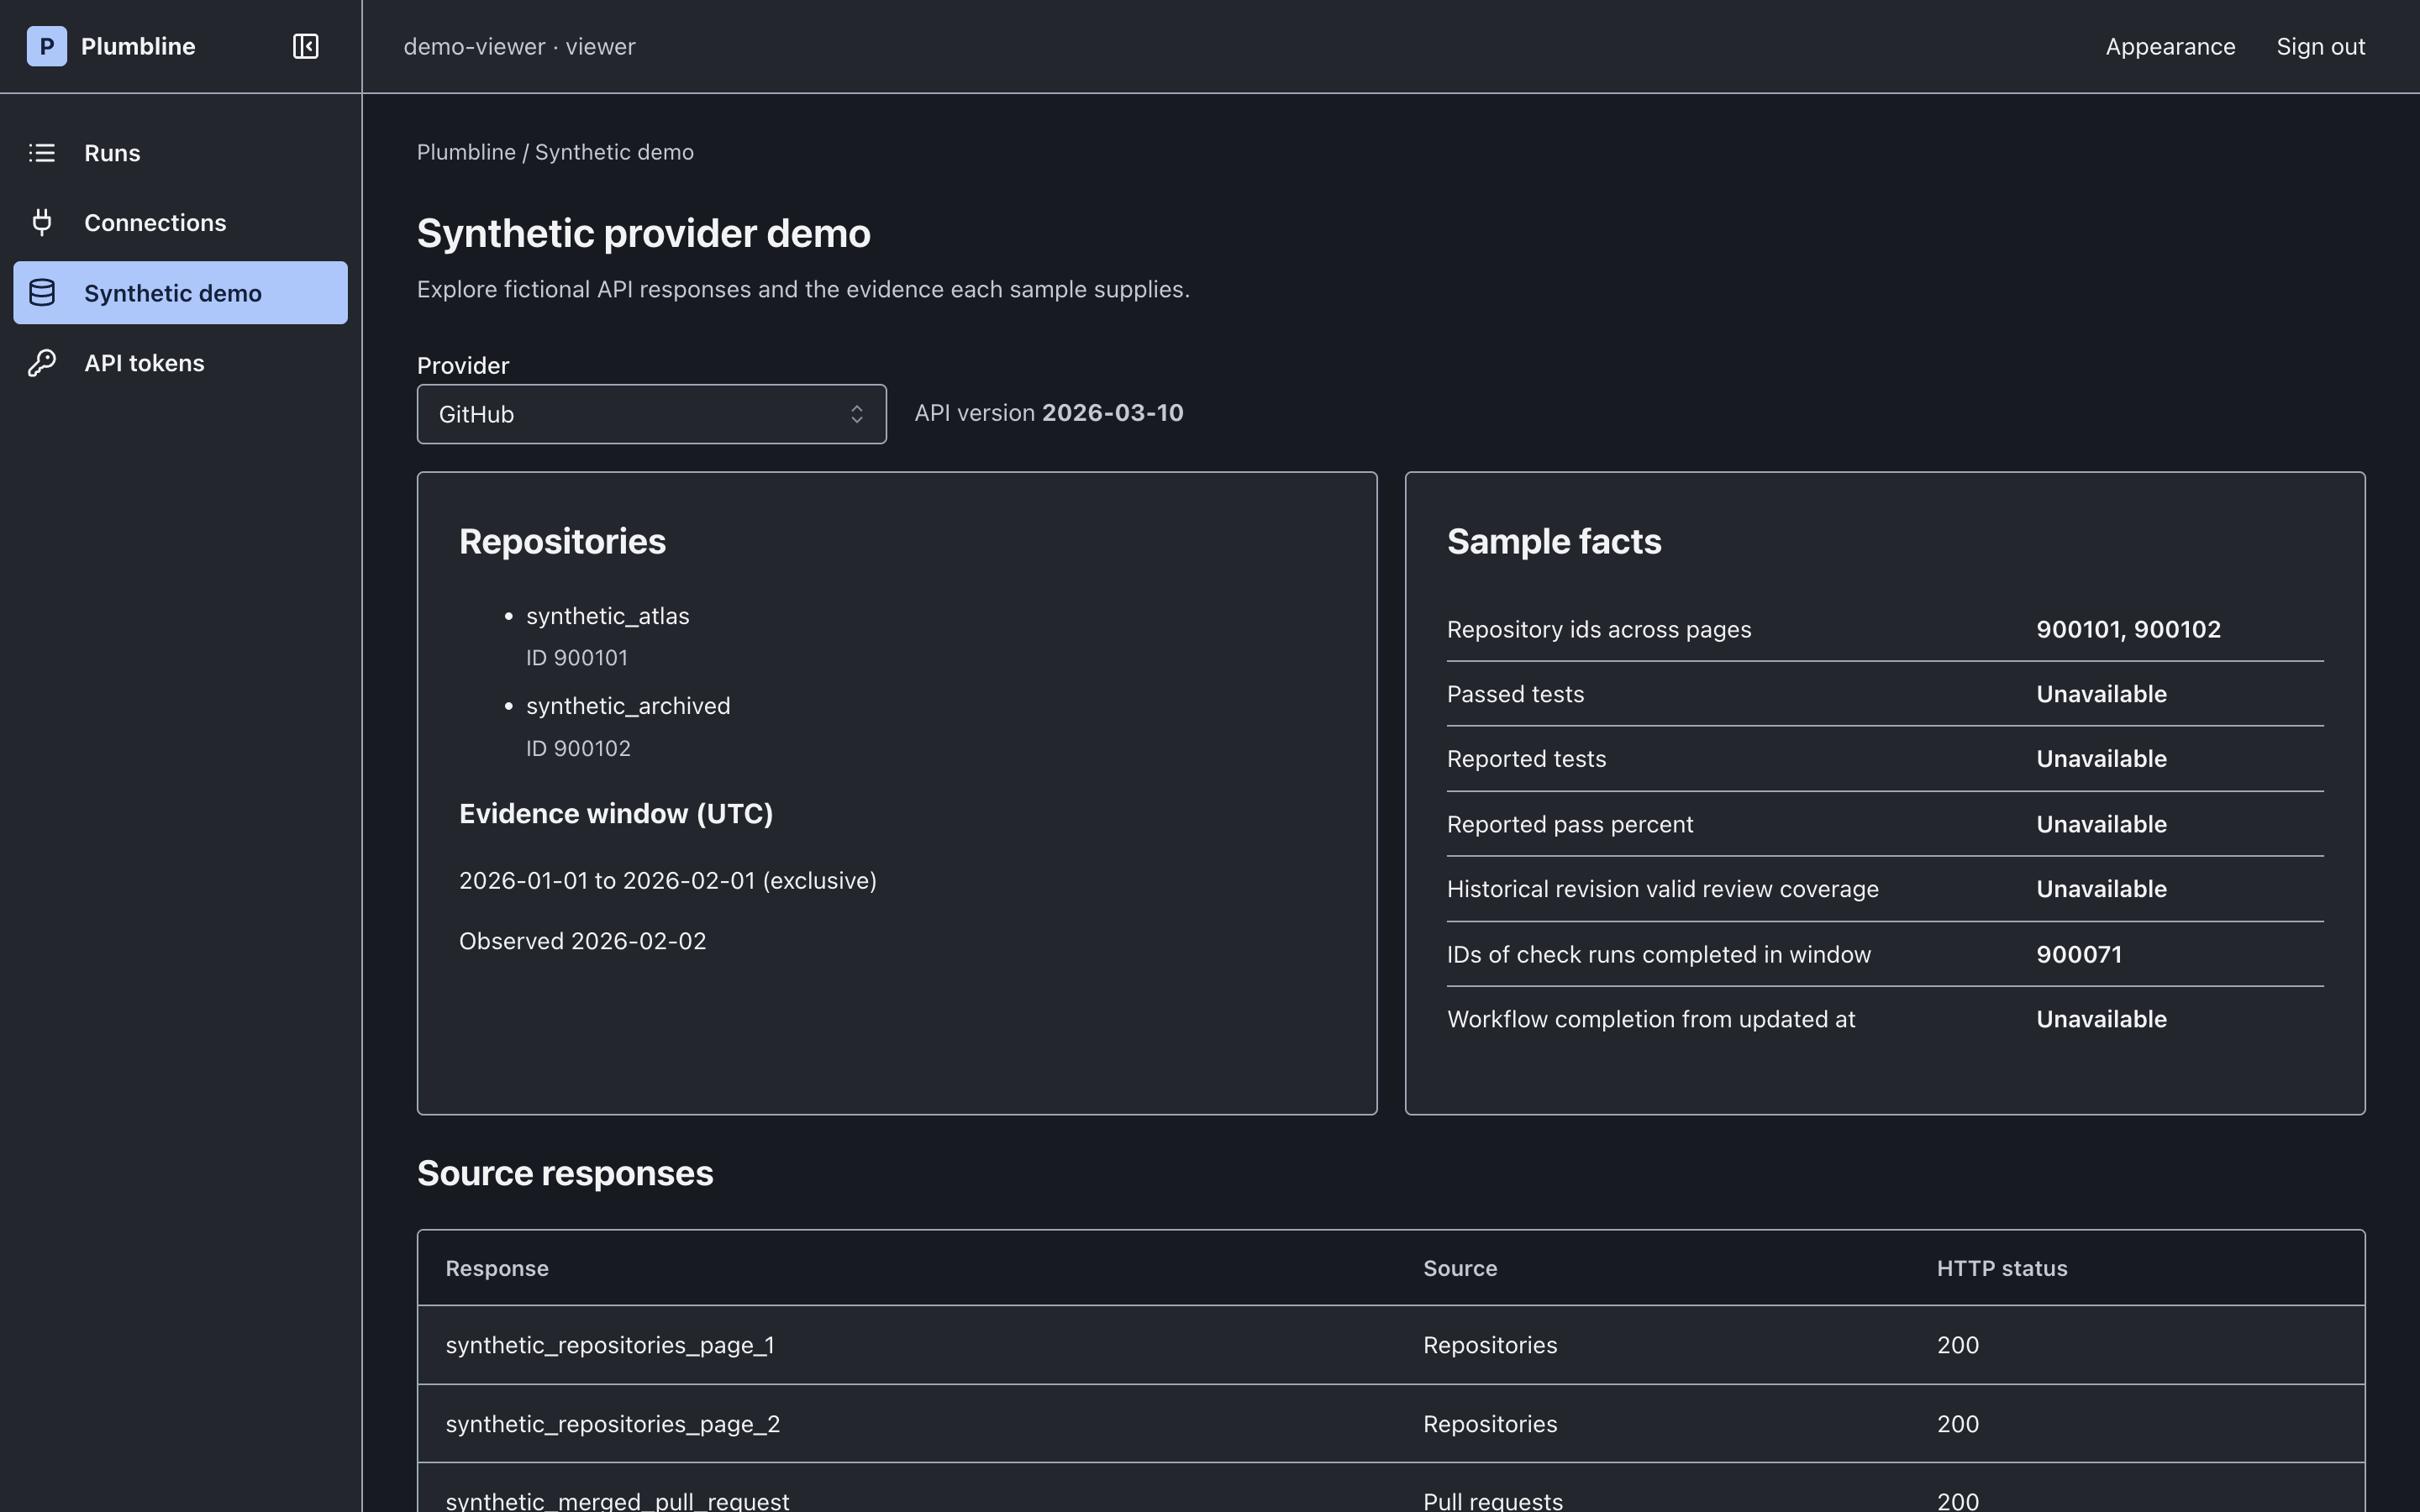 P Plumbline
demo-viewer · viewer
Appearance
Sign out
Runs
Connections
Synthetic demo
API tokens
Plumbline / Synthetic demo
Synthetic provider demo
Explore fictional API responses and the evidence each sample supplies.
Provider
GitHub
API version 2026-03-10
Repositories
• synthetic_atlas
ID 900101
• synthetic_archived
ID 900102
Evidence window (UTC)
2026-01-01 to 2026-02-01 (exclusive)
Observed 2026-02-02
Sample facts
Repository ids across pages 900101, 900102
Passed tests Unavailable
Reported tests Unavailable
Reported pass percent Unavailable
Historical revision valid review coverage Unavailable
IDs of check runs completed in window 900071
Workflow completion from updated at Unavailable
Source responses
Response Source HTTP status
synthetic_repositories_page_1 Repositories 200
synthetic_repositories_page_2 Repositories 200
synthetic_merged_pull_request Pull requests 200